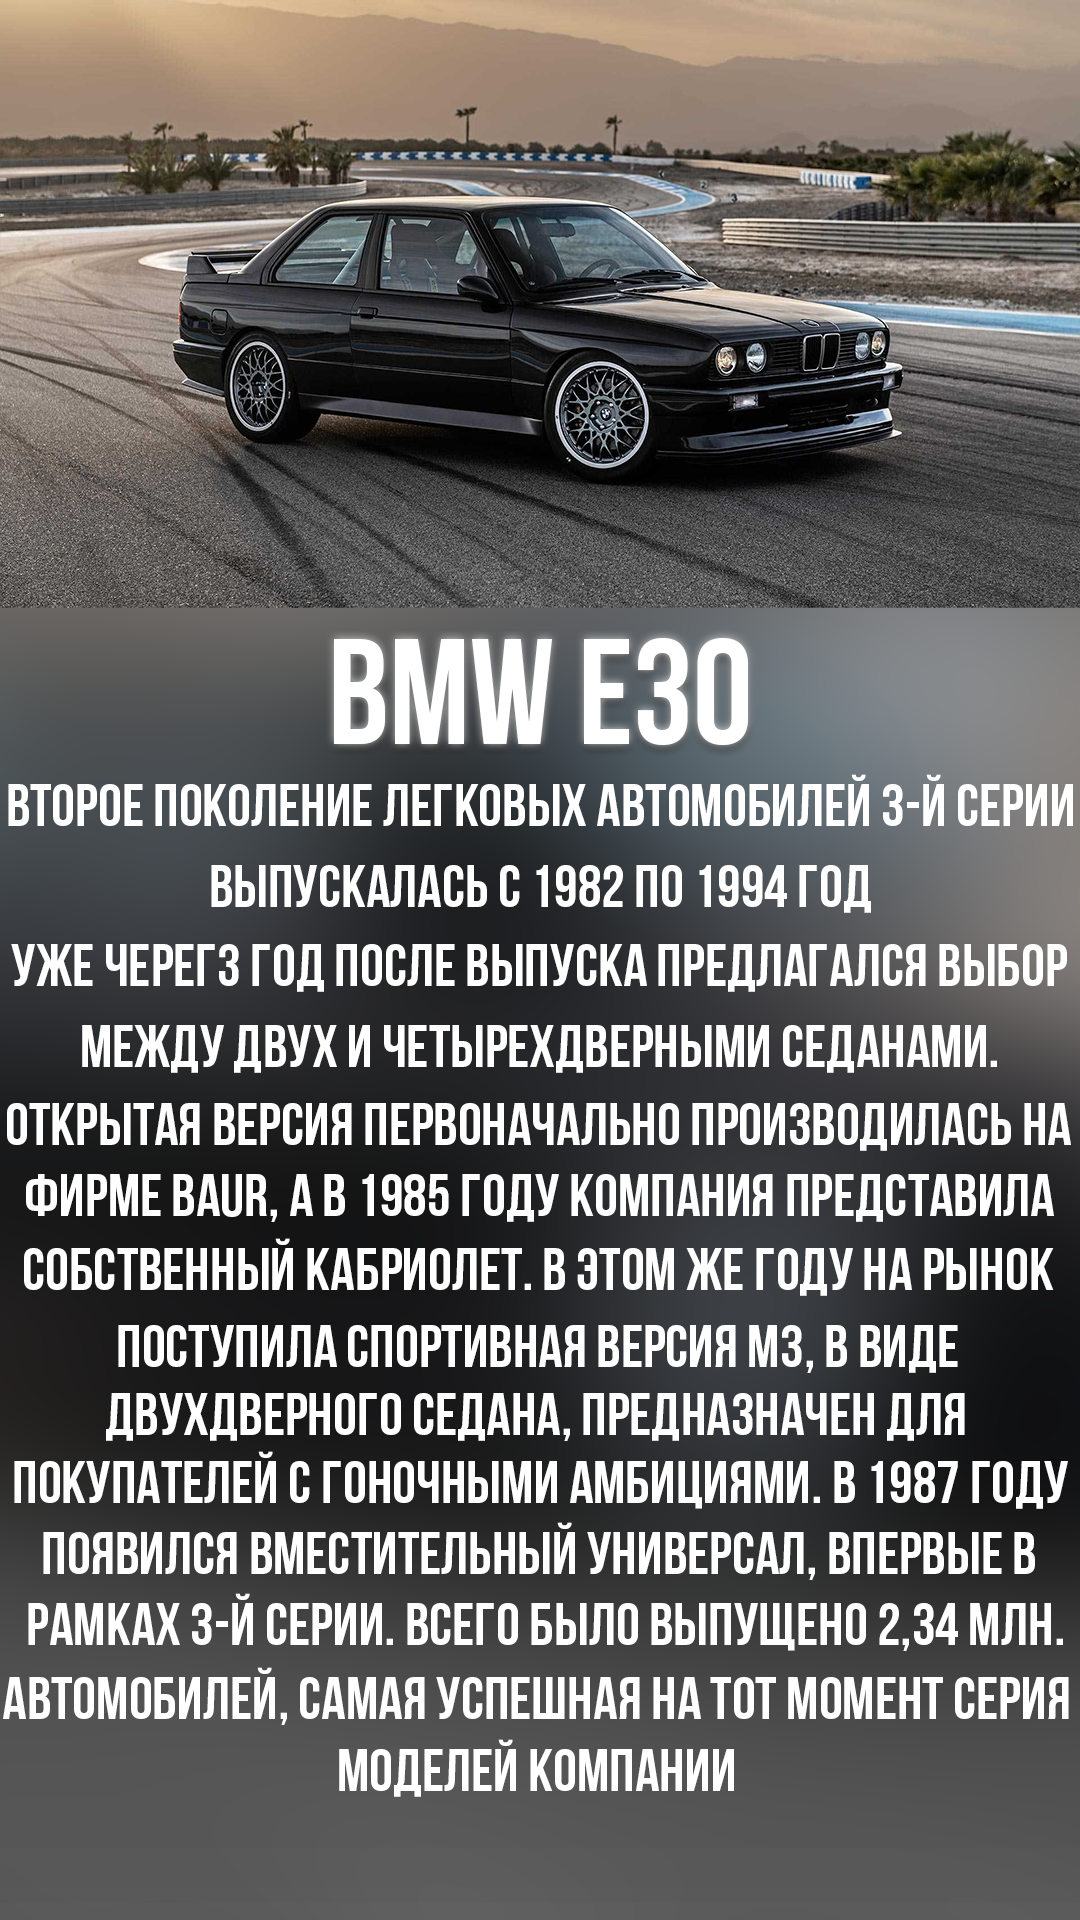 BMW E30
ВТОРОЕ ПОКОЛЕНИЕ ЛЕГКОВЫХ АВТОМОБИЛЕЙ 3-Й СЕРИИ
ВЫПУСКАЛАСЬ С 1982 ПО 1994 ГОД
УЖЕ ЧЕРЕГЗ ГОД ПОСЛЕ ВЫПУСКА ПРЕДЛАГАЛСЯ ВЫБОР
МЕЖДУ ДВУХ И ЧЕТЫРЕХДВЕРНЫМИ СЕДАНАМИ.
ОТКРЫТАЯ ВЕРСИЯ ПЕРВОНАЧАЛЬНО ПРОИЗВОДИЛАСЬ НА
ФИРМЕ BAUR, А В 1985 ГОДУ КОМПАНИЯ ПРЕДСТАВИЛА
СОБСТВЕННЫЙ КАБРИОЛЕТ. В ЭТОМ ЖЕ ГОДУ НА РЫНОК
ПОСТУПИЛА СПОРТИВНАЯ ВЕРСИЯ М3, В ВИДЕ
ДВУХДВЕРНОГО СЕДАНА, ПРЕДНАЗНАЧЕН ДЛЯ
ПОКУПАТЕЛЕЙ С ГОНОЧНЫМИ АМБИЦИЯМИ. В 1987 ГОДУ
ПОЯВИЛСЯ ВМЕСТИТЕЛЬНЫЙ УНИВЕРСАЛ, ВПЕРВЫЕ В
РАМКАХ 3-Й СЕРИИ. ВСЕГО БЫЛО ВЫПУЩЕНО 2,34 МЛН.
АВТОМОБИЛЕЙ, САМАЯ УСПЕШНАЯ НА ТОТ МОМЕНТ СЕРИЯ
МОДЕЛЕЙ КОМПАНИИ